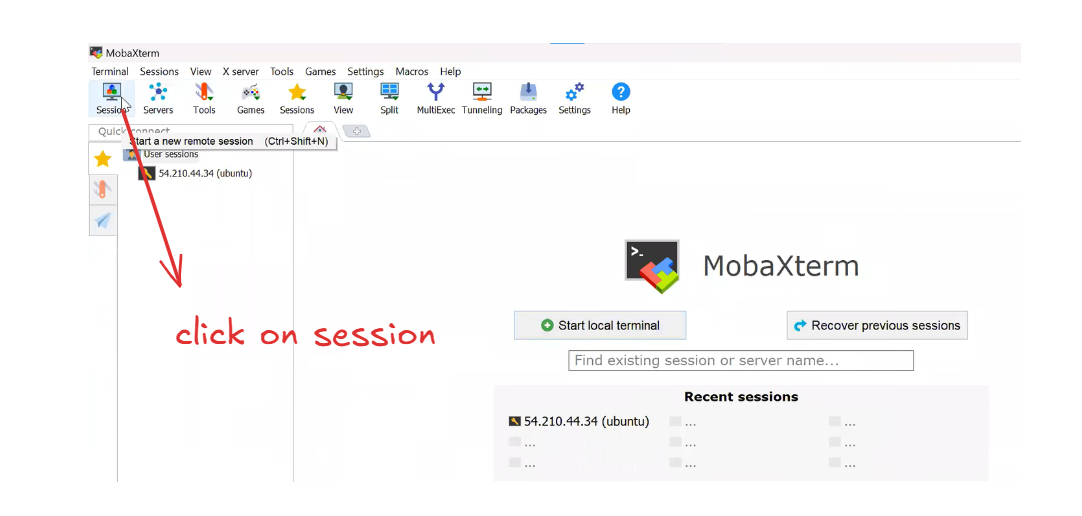 MobaXterm
Terminal Sessions View X server Tools Games Settings Macros Help
Session Servers Tools Games Sessions View Split MultiExec Tunneling Packages Settings Help
Quick connect...
Start a new remote session (Ctrl+Shift+N)
User sessions
54.210.44.34 (ubuntu)
>_
MobaXterm
click on session
Start local terminal
Recover previous sessions
Find existing session or server name...
Recent sessions
54.210.44.34 (ubuntu) ... ...
... ... ...
... ... ...